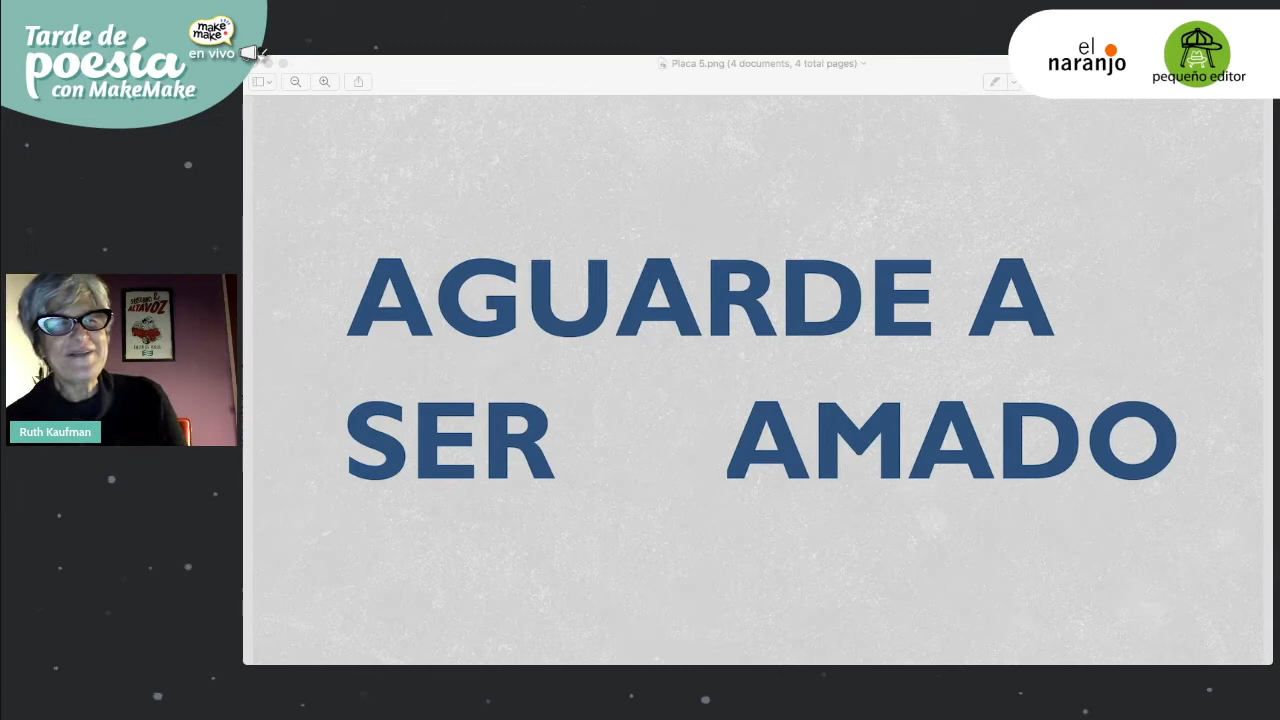 Tarde de
poesía
con MakeMake
make
make
en vivo
Placa 5.png (4 documents, 4 total pages)
el
naranjo
pequeño editor
AGUARDE A
SER AMADO
ALTAVOZ
Ruth Kaufman